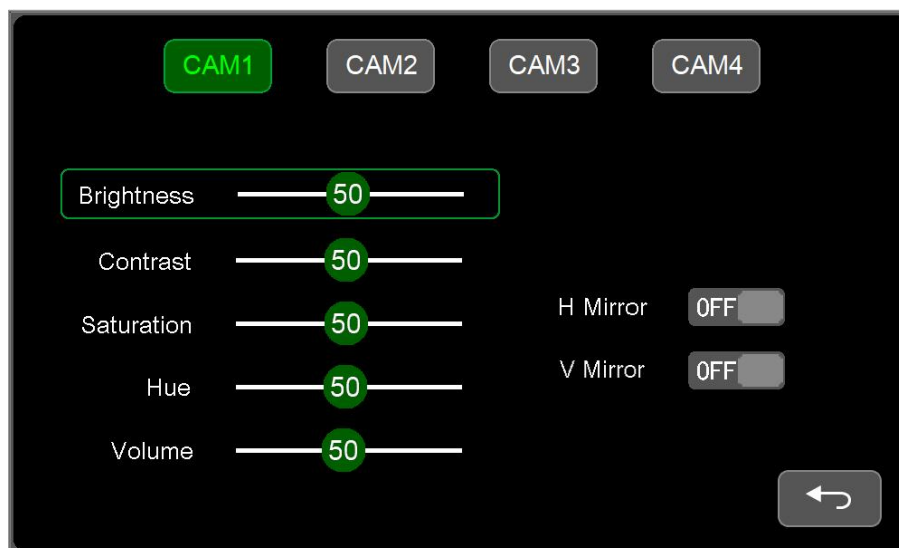 CAM1 CAM2 CAM3 CAM4
Brightness 50
Contrast 50
Saturation 50
Hue 50
Volume 50
H Mirror OFF
V Mirror OFF